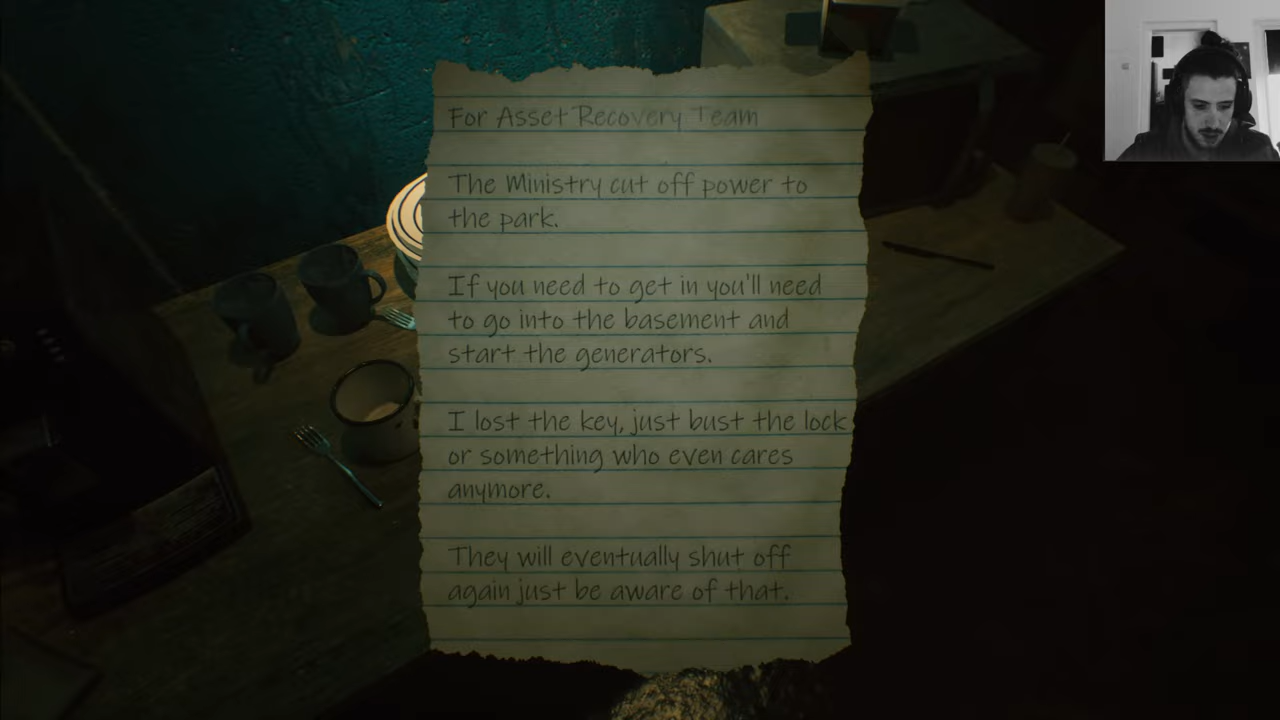 For Asset Recovery Team
The Ministry cut off power to
the park.
If you need to get in you'll need
to go into the basement and
start the generators.
I lost the key, just bust the lock
or something who even cares
anymore.
They will eventually shut off
again just be aware of that.